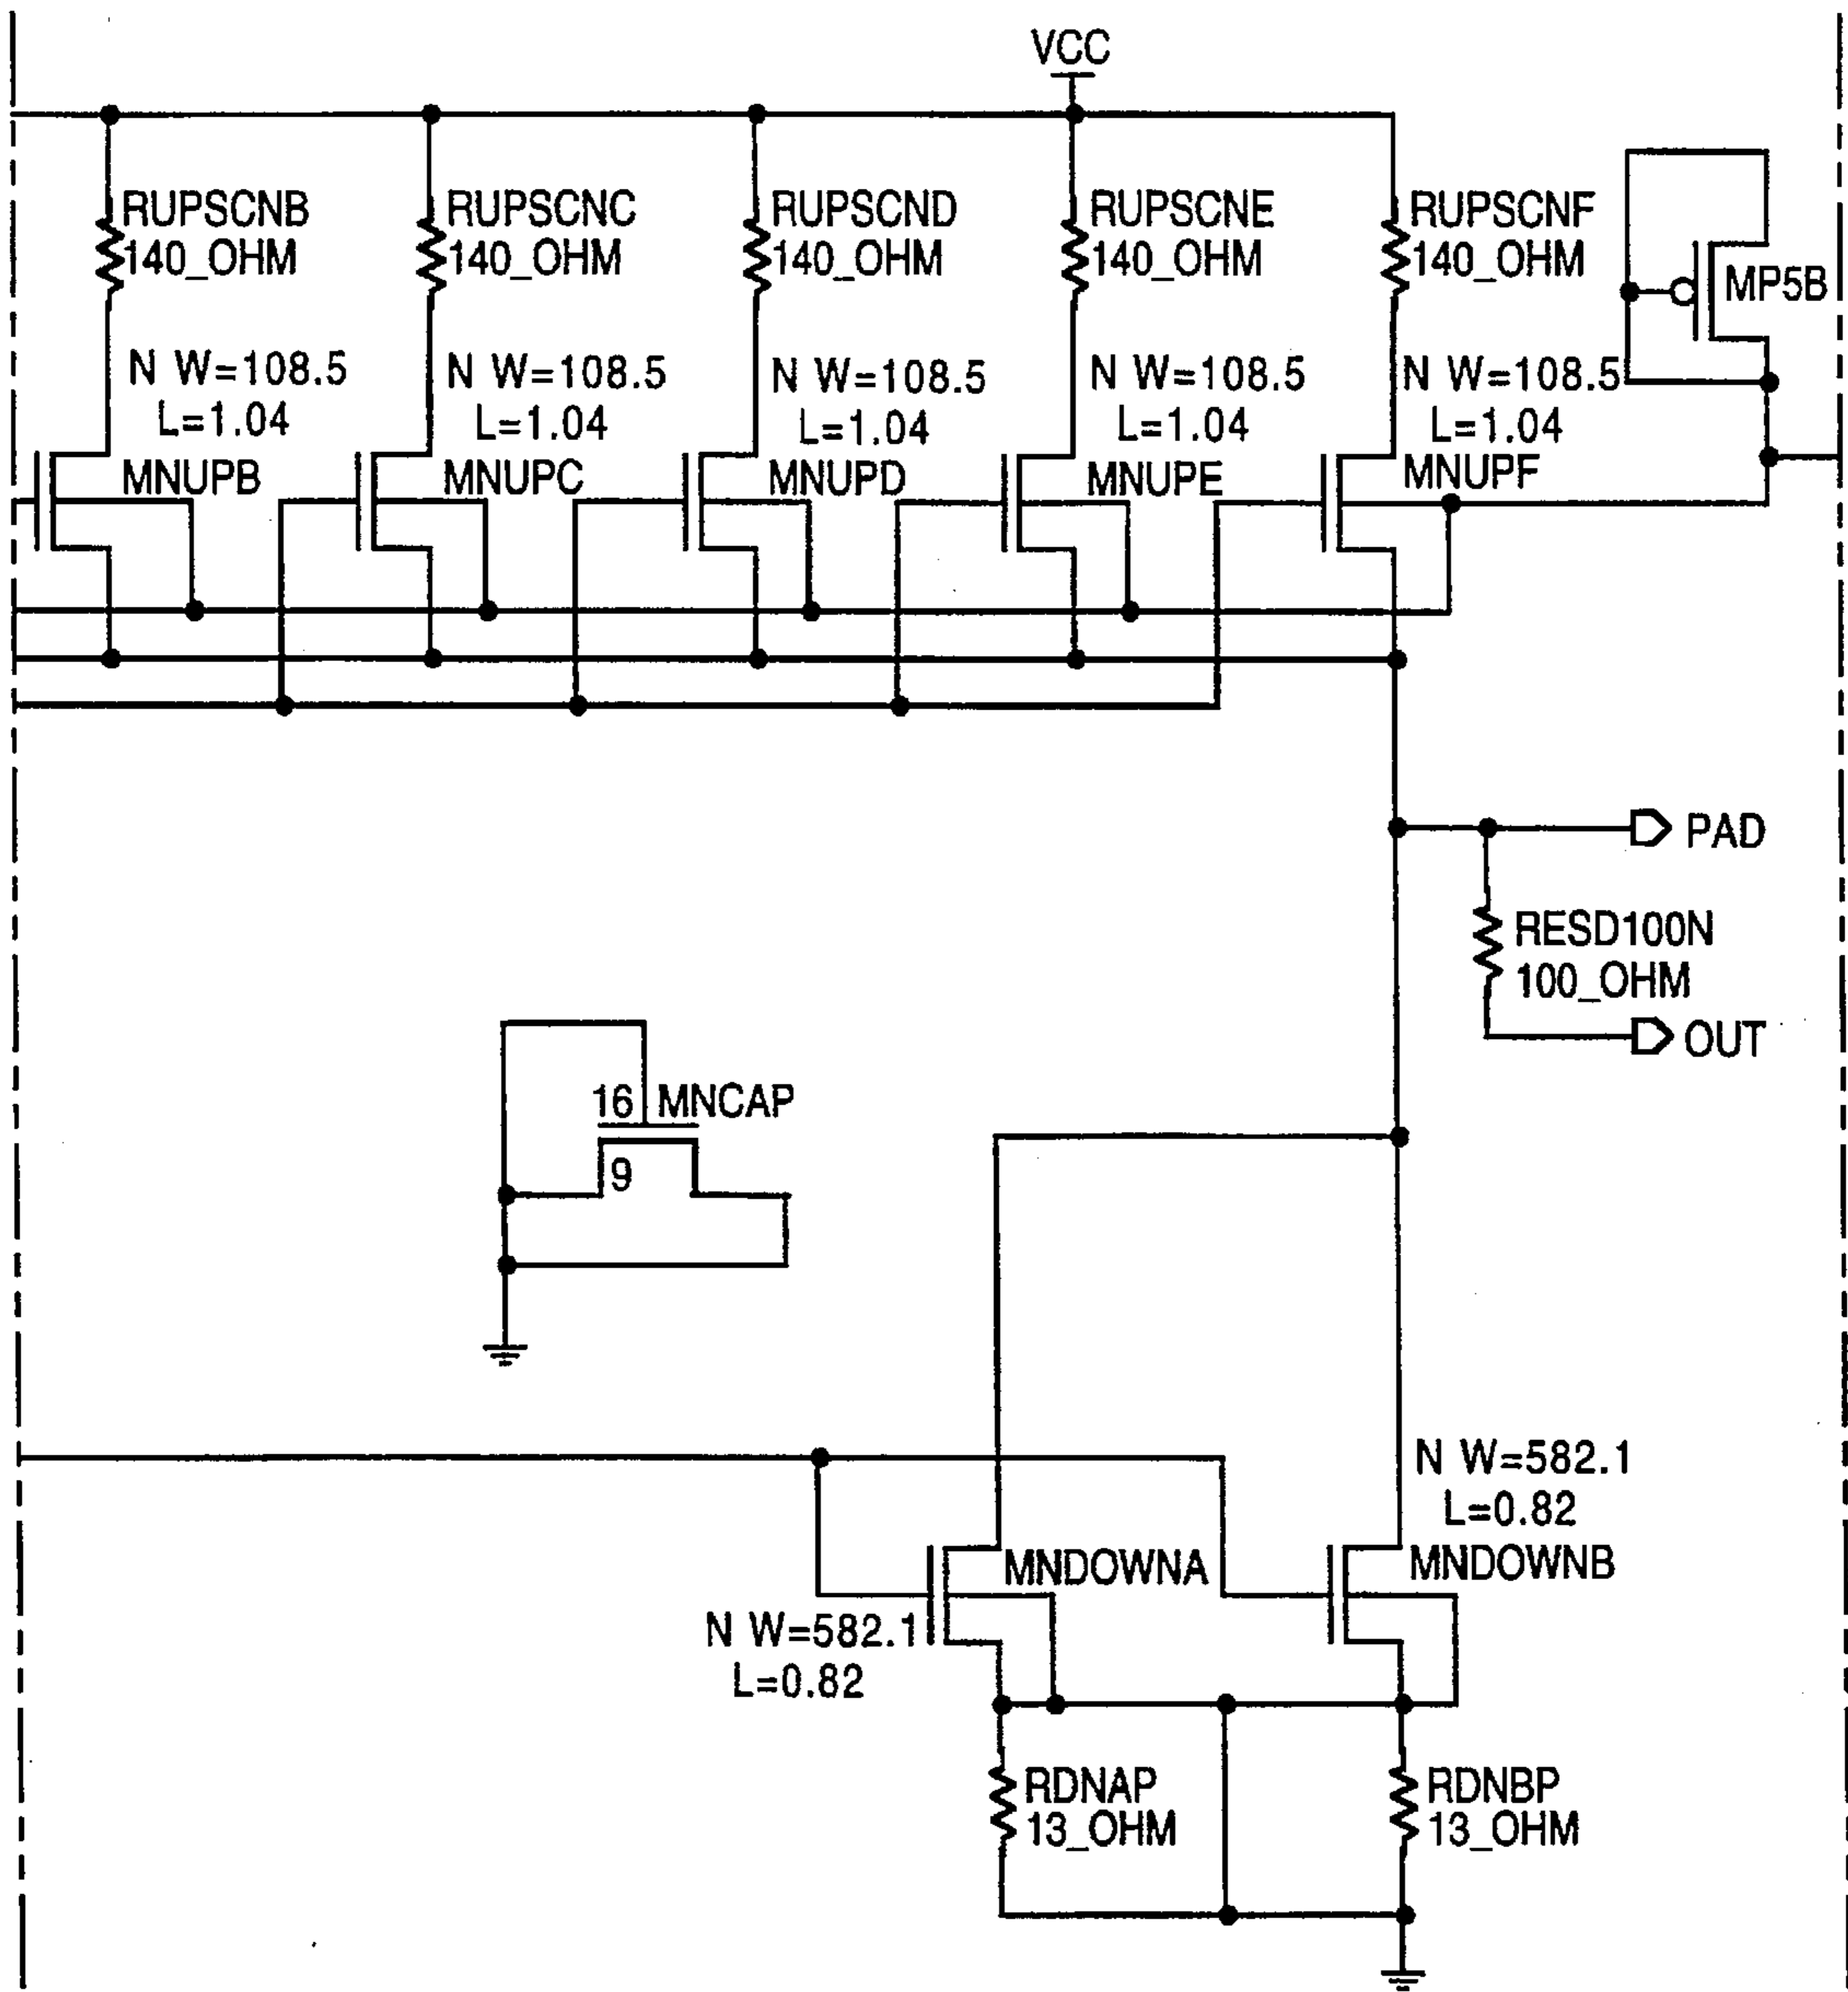 VCC
RUPSCNB
140_OHM
RUPSCNC
140_OHM
RUPSCND
140_OHM
RUPSCNE
140_OHM
RUPSCNF
140_OHM
MP5B
N W=108.5
L=1.04
MNUPB
N W=108.5
L=1.04
MNUPC
N W=108.5
L=1.04
MNUPD
N W=108.5
L=1.04
MNUPE
N W=108.5
L=1.04
MNUPF
PAD
RESD100N
100_OHM
OUT
16 MNCAP
9
N W=582.1
L=0.82
MNDOWNA
MNDOWNB
N W=582.1
L=0.82
RDNAP
13_OHM
RDNBP
13_OHM